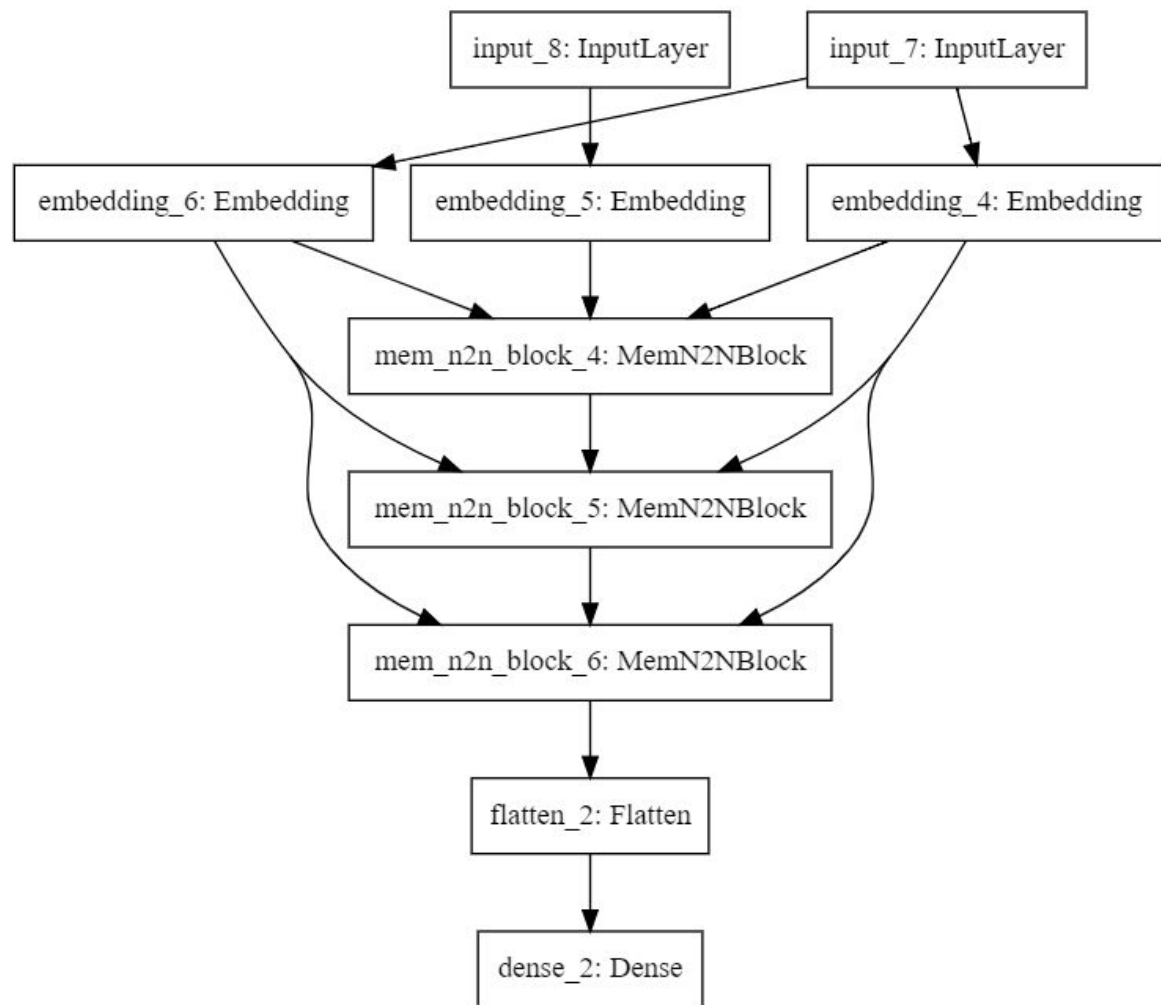 input_8: InputLayer
input_7: InputLayer
embedding_6: Embedding
embedding_5: Embedding
embedding_4: Embedding
mem_n2n_block_4: MemN2NBlock
mem_n2n_block_5: MemN2NBlock
mem_n2n_block_6: MemN2NBlock
flatten_2: Flatten
dense_2: Dense